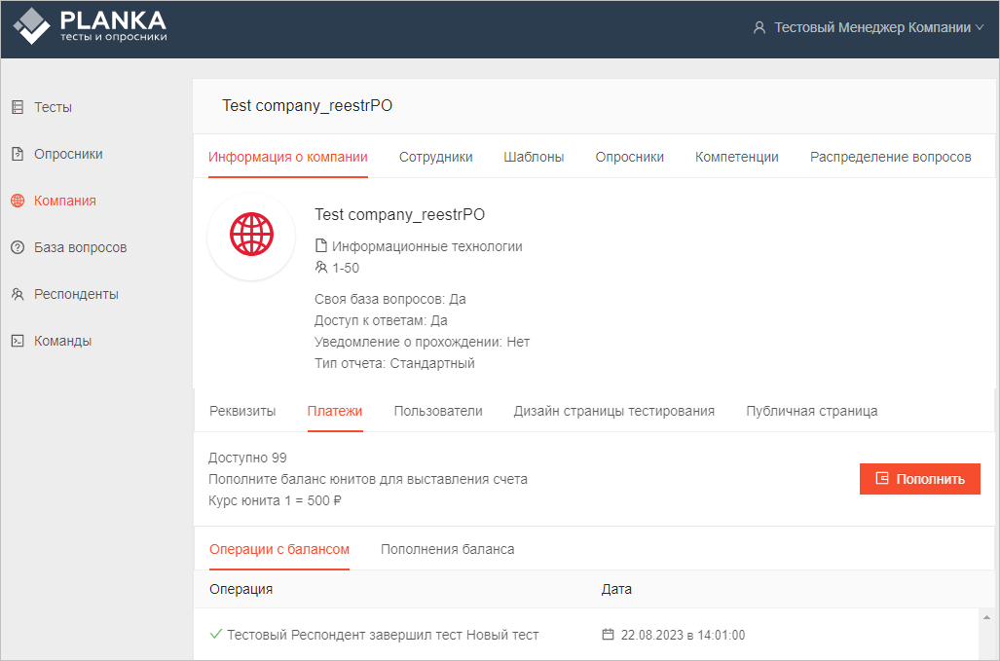 PLANKA
тесты и опросники
Тестовый Менеджер Компании
Тесты
Опросники
Компания
База вопросов
Респонденты
Команды
Test company_reestrPO
Информация о компании Сотрудники Шаблоны Опросники Компетенции Распределение вопросов
Test company_reestrPO
Информационные технологии
1-50
Своя база вопросов: Да
Доступ к ответам: Да
Уведомление о прохождении: Нет
Тип отчета: Стандартный
Реквизиты Платежи Пользователи Дизайн страницы тестирования Публичная страница
Доступно 99
Пополните баланс юнитов для выставления счета
Курс юнита 1 = 500 ₽
Пополнить
Операции с балансом Пополнения баланса
Операция Дата
Тестовый Респондент завершил тест Новый тест 22.08.2023 в 14:01:00